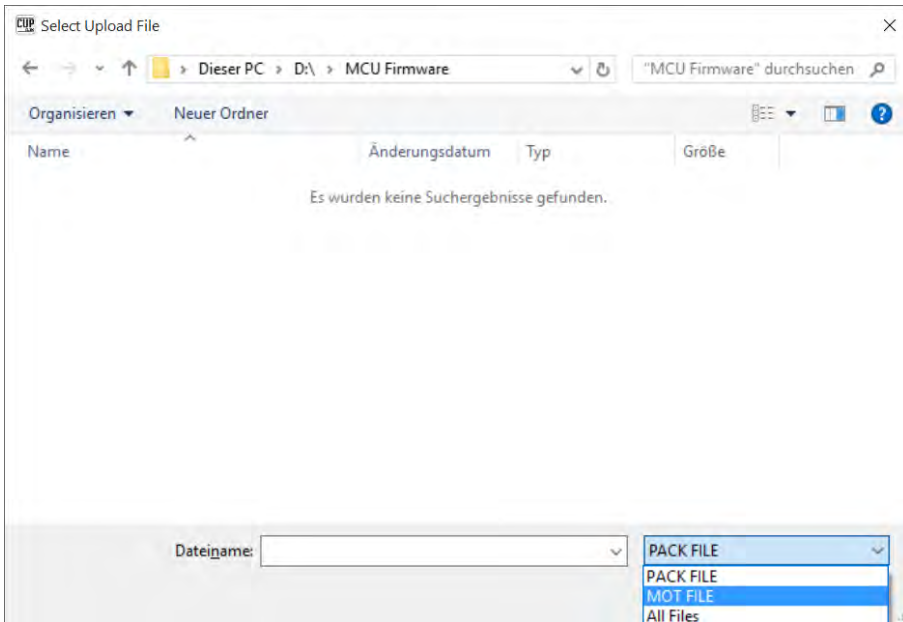 CUP Select Upload File
Dieser PC > D:\ > MCU Firmware
"MCU Firmware" durchsuchen
Organisieren Neuer Ordner
Name Änderungsdatum Typ Größe
Es wurden keine Suchergebnisse gefunden.
Dateiname: PACK FILE
PACK FILE
MOT FILE
All Files